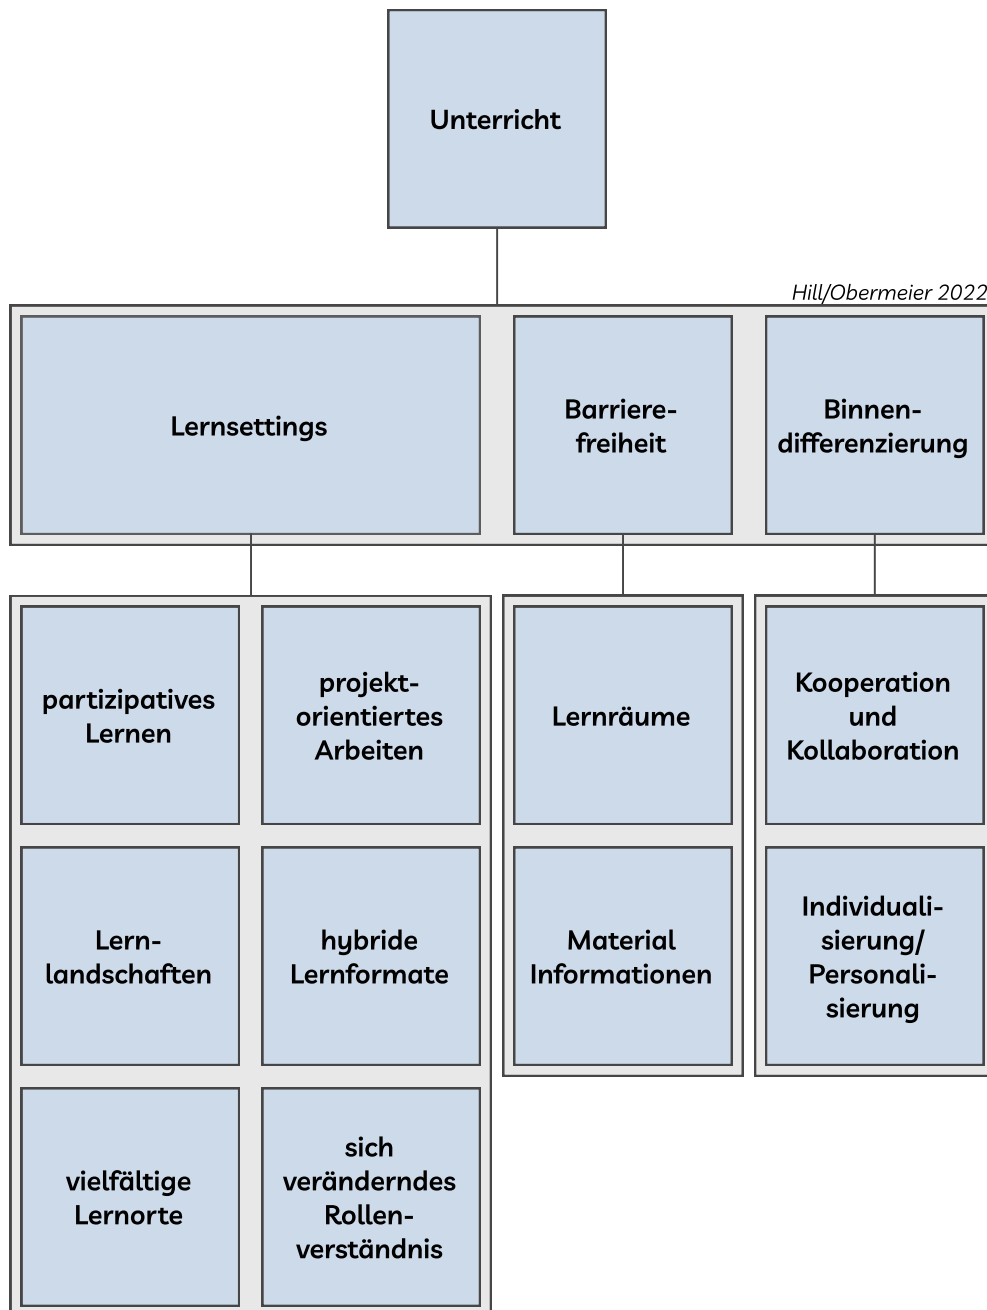 Unterricht
Hill/Obermeier 2022
Lernsettings
Barriere-
freiheit
Binnen-
differenzierung
partizipatives
Lernen
projekt-
orientiertes
Arbeiten
Lernräume
Kooperation
und
Kollaboration
Lern-
landschaften
hybride
Lernformate
Material
Informationen
Individuali-
sierung/
Personali-
sierung
vielfältige
Lernorte
sich
veränderndes
Rollen-
verständnis